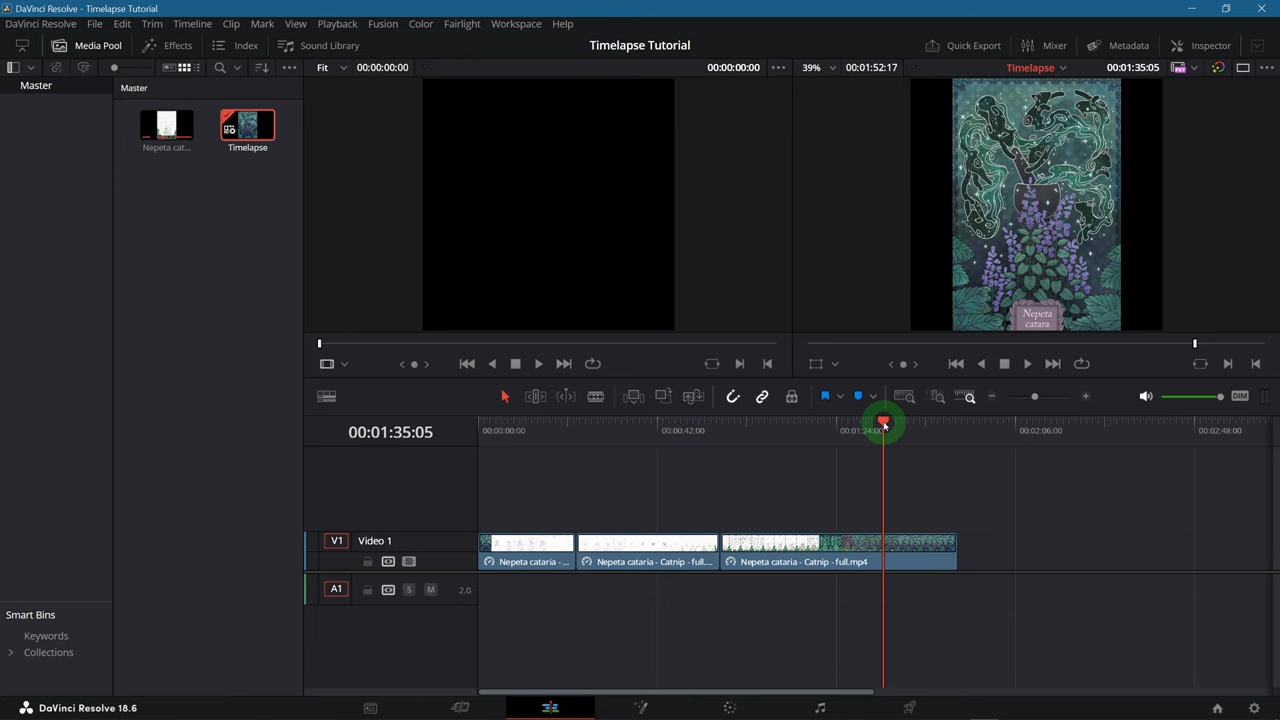 DaVinci Resolve - Timelapse Tutorial
DaVinci Resolve File Edit Trim Timeline Clip Mark View Playback Fusion Color Fairlight Workspace Help
Media Pool Effects Index Sound Library Timelapse Tutorial Quick Export Mixer Metadata Inspector
Fit 00:00:00:00 00:00:00:00 39% 00:01:52:17 Timelapse 00:01:35:05
Master Master
Nepeta cat... Timelapse
Nepeta
catara
DIM
00:01:35:05 00:00:00:00 00:00:42:00 00:01:24:00 00:02:06:00 00:02:48:00
V1 Video 1
Nepeta cataria - ... Nepeta cataria - Catnip - full.... Nepeta cataria - Catnip - full.mp4
A1 S M 2.0
Smart Bins
Keywords
Collections
DaVinci Resolve 18.6